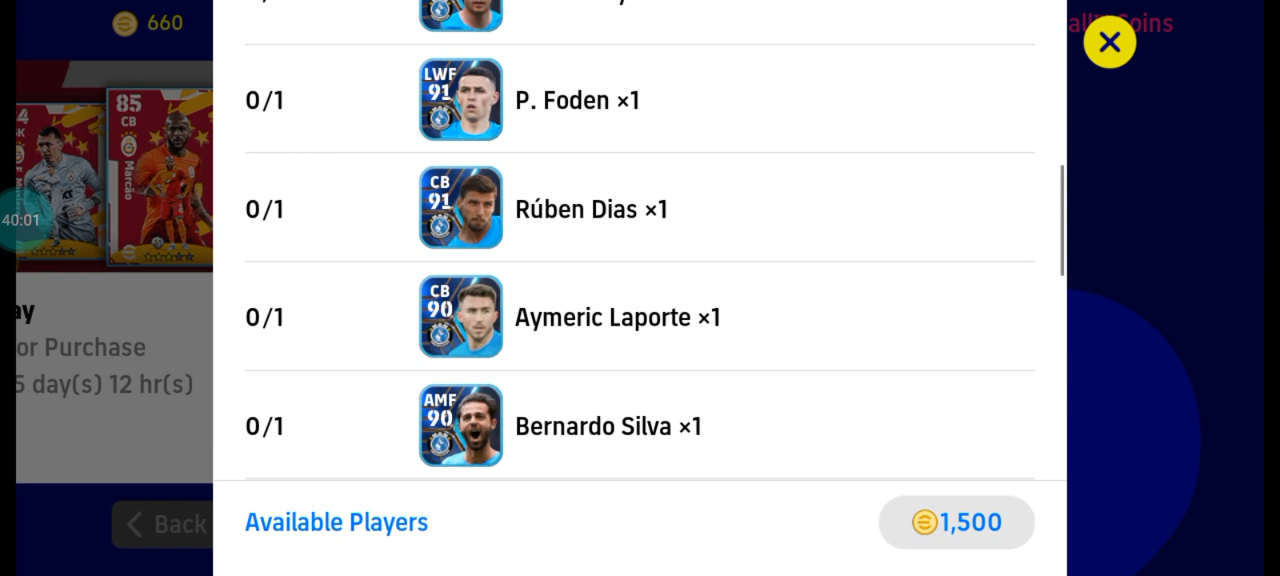 660
Coins
LWF
91
0/1 P. Foden ×1
CB
91
0/1 Rúben Dias ×1
CB
90
0/1 Aymeric Laporte ×1
AMF
90
0/1 Bernardo Silva ×1
Available Players 1,500
85
CB
Marcão
40:01
or Purchase
5 day(s) 12 hr(s)
Back